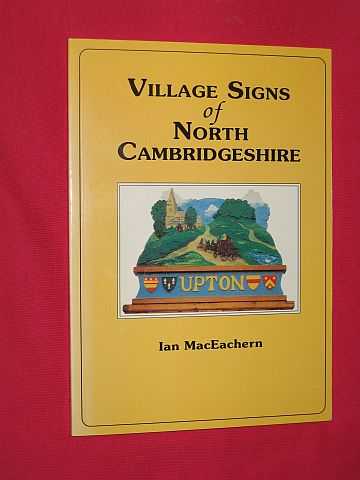 VILLAGE SIGNS
of
NORTH
CAMBRIDGESHIRE
UPTON
Ian MacEachern